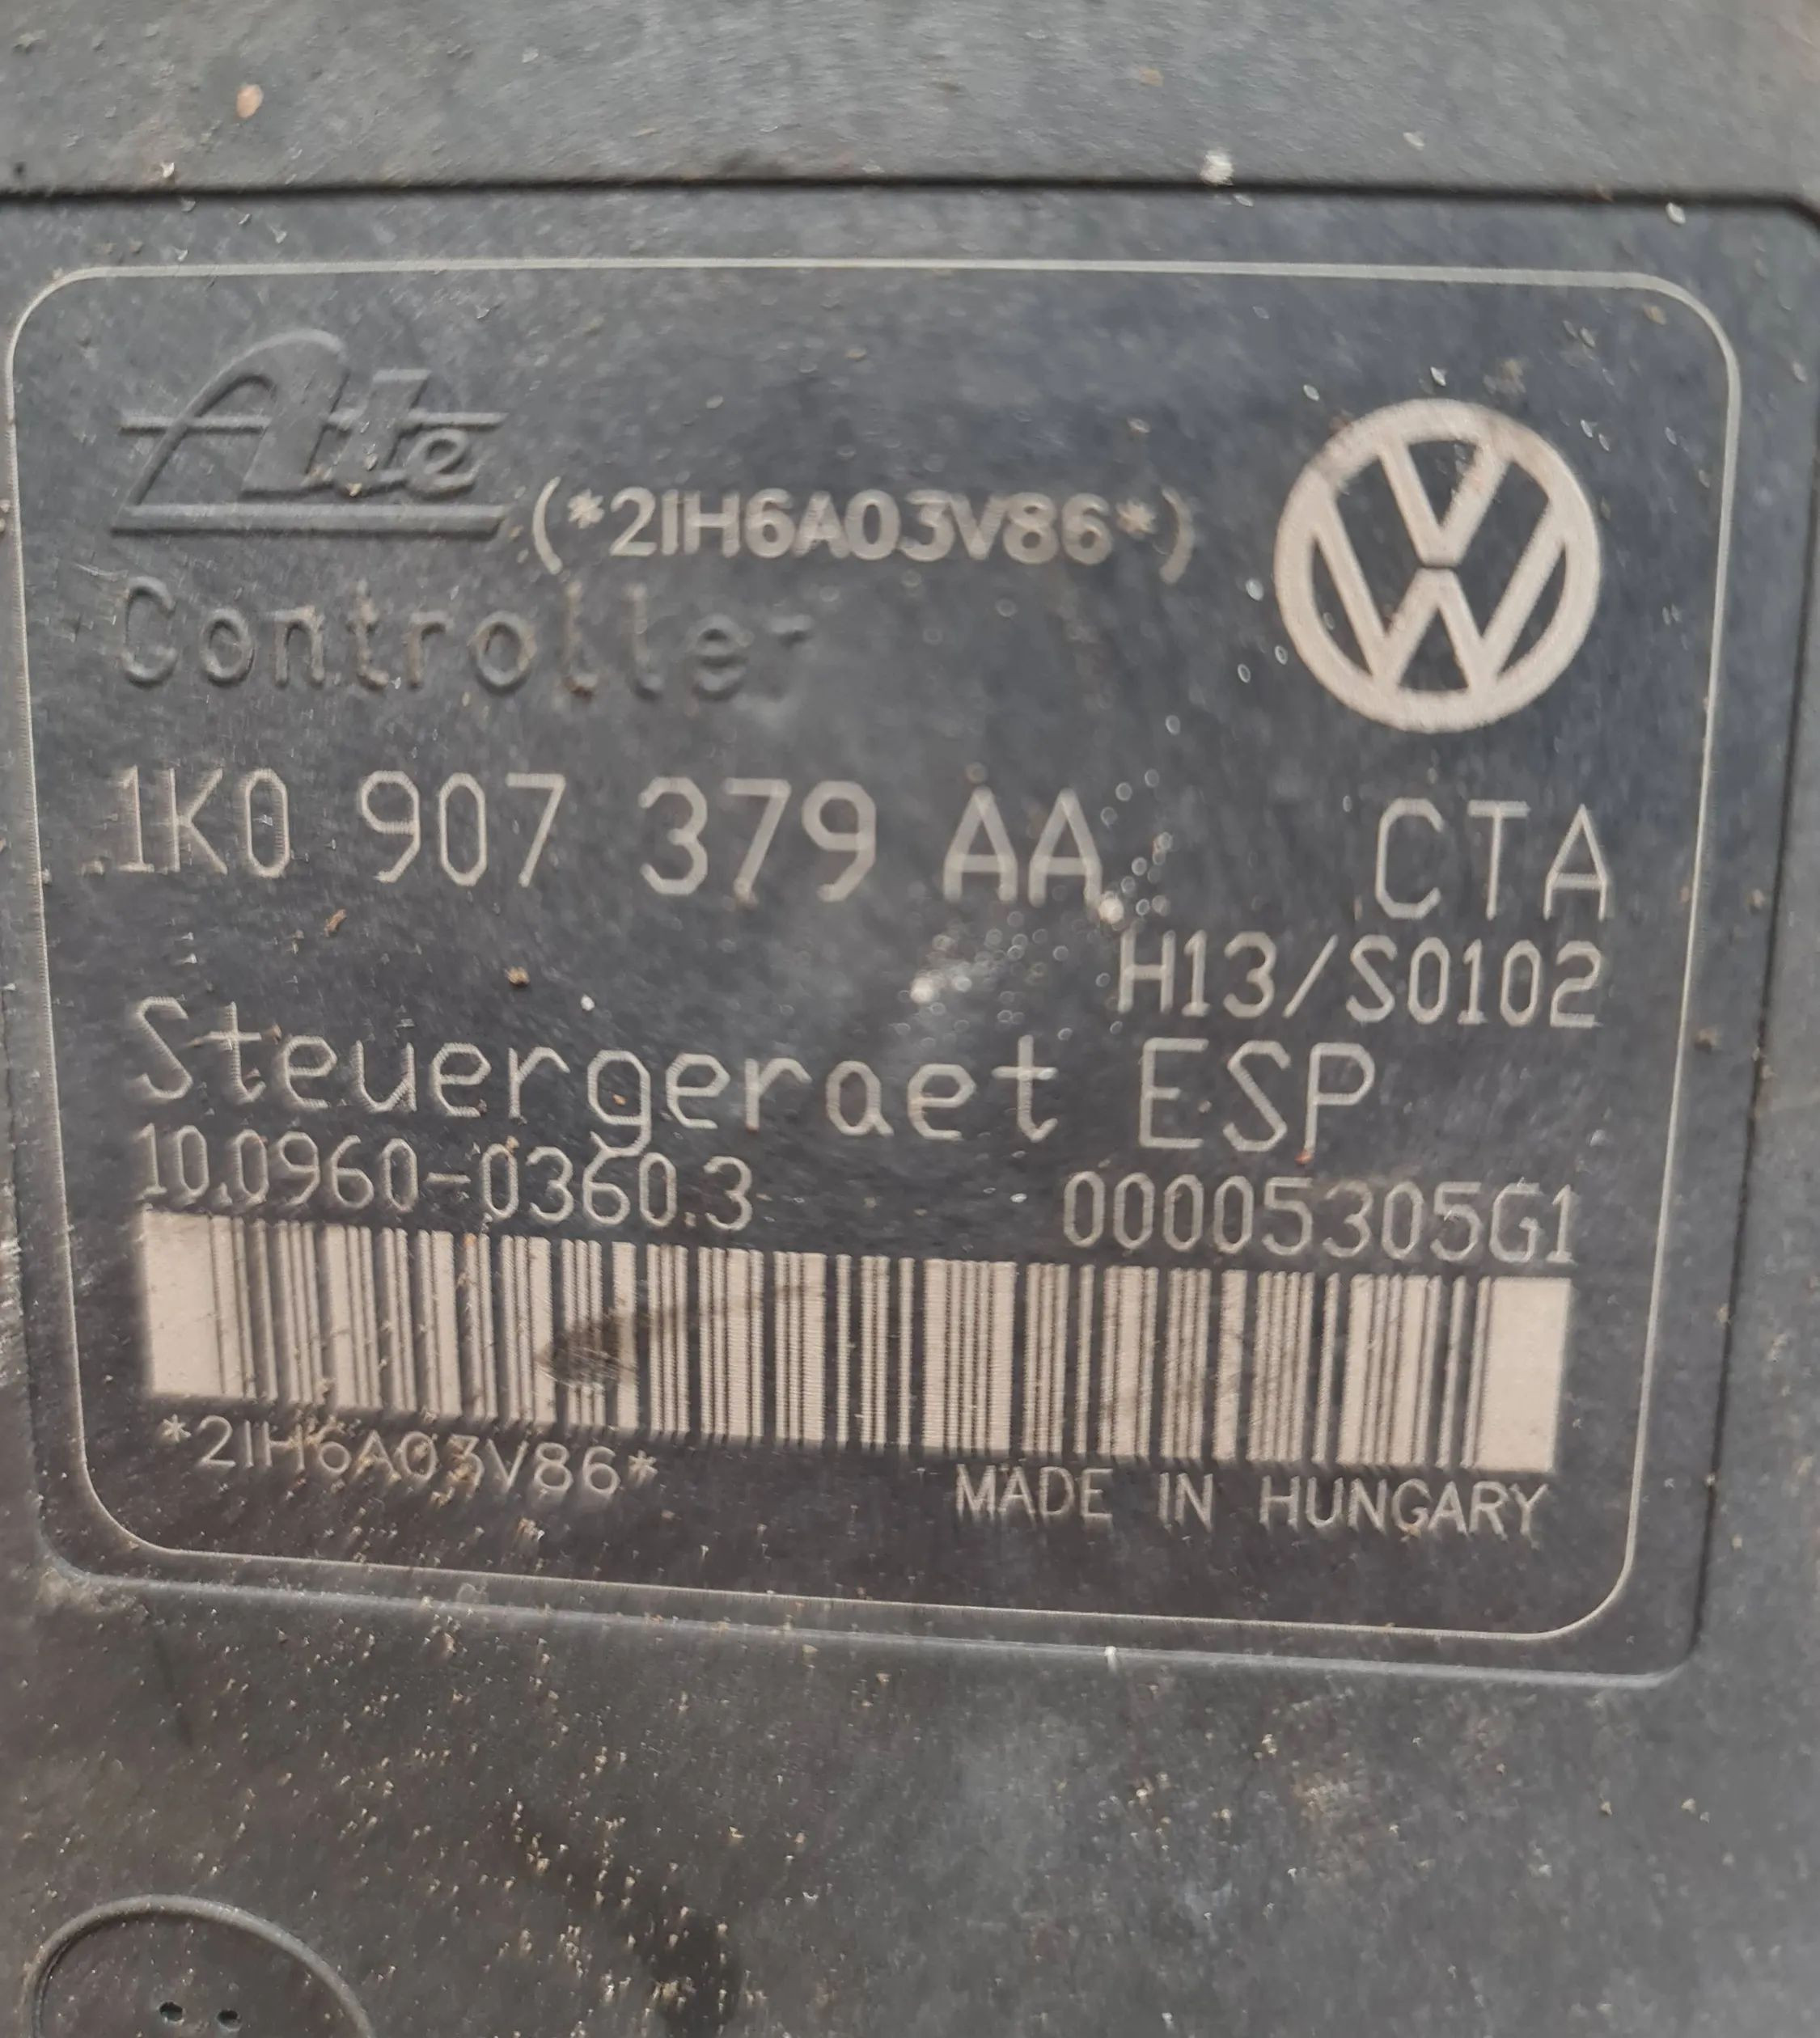 Ate
(*2IH6A03V86*)
Controller
1K0 907 379 AA CTA
H13/S0102
Steuergeraet ESP
10.0960-0360.3 00005305G1
*2IH6A03V86* MADE IN HUNGARY